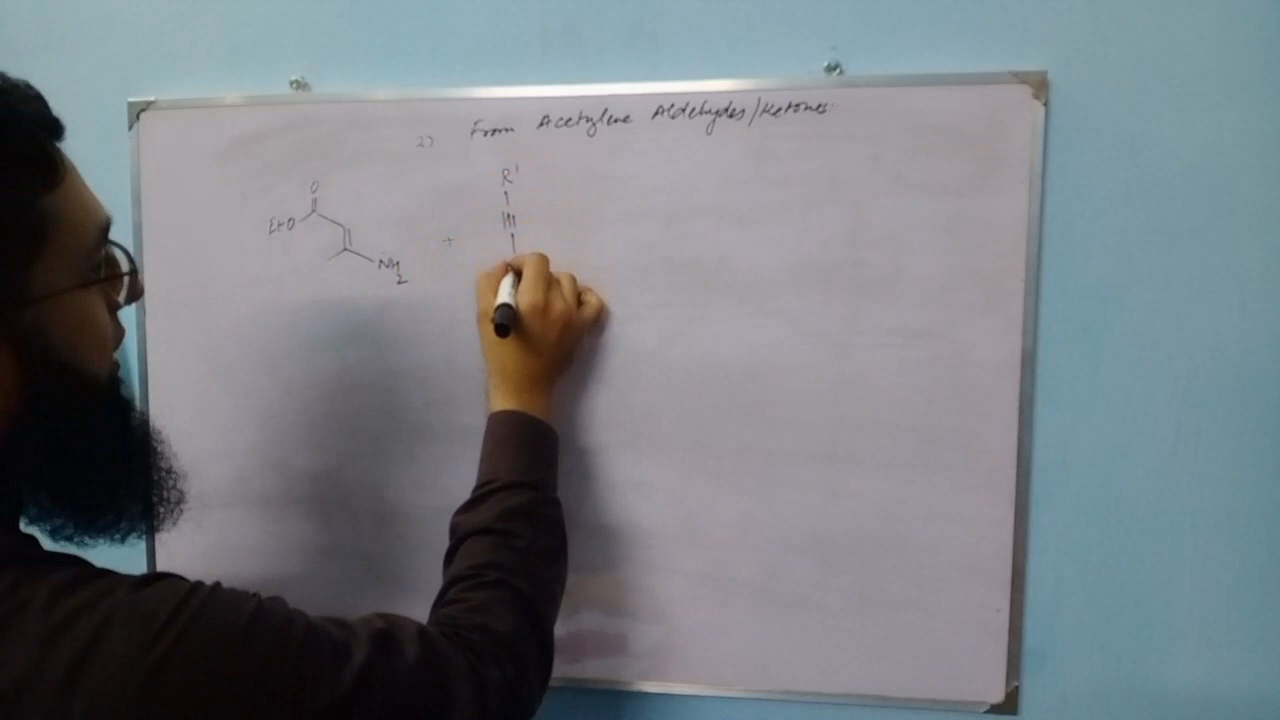 2) From Acetylene Aldehydes/Ketones:
R'
O
EtO
+
NH2